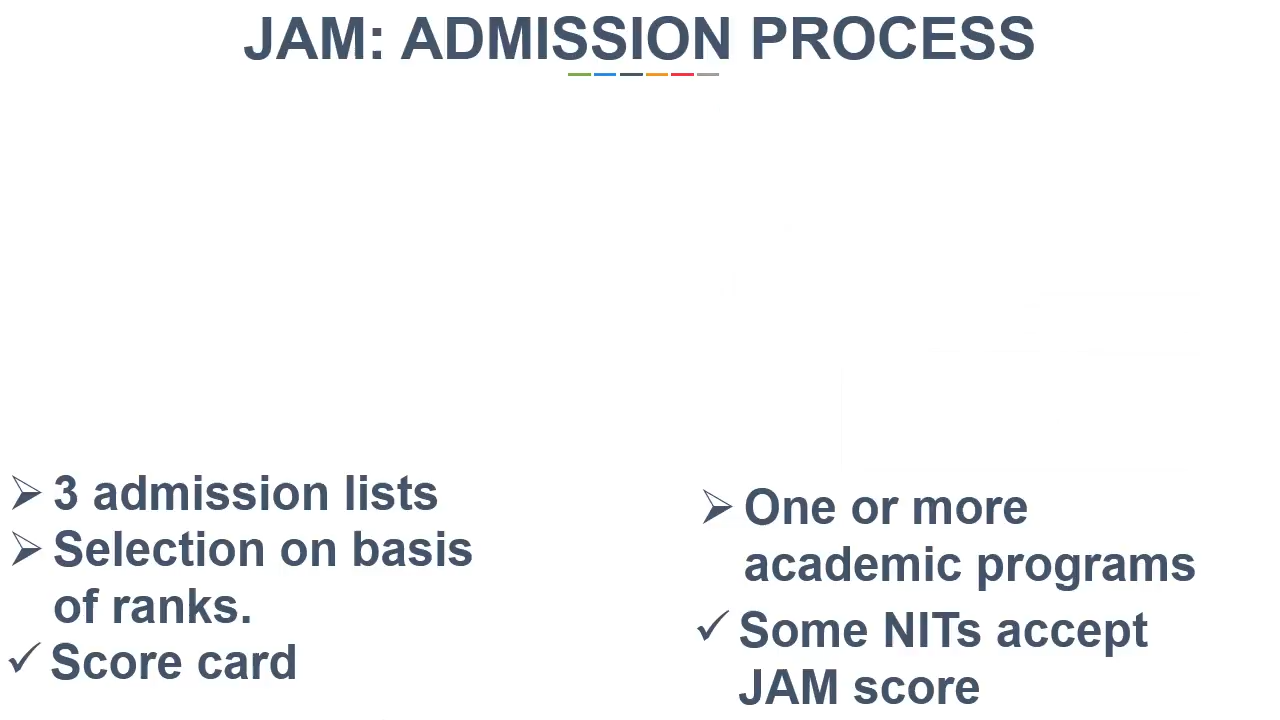 JAM: ADMISSION PROCESS
➢ 3 admission lists
➢ Selection on basis
of ranks.
✓ Score card
➢ One or more
academic programs
✓ Some NITs accept
JAM score